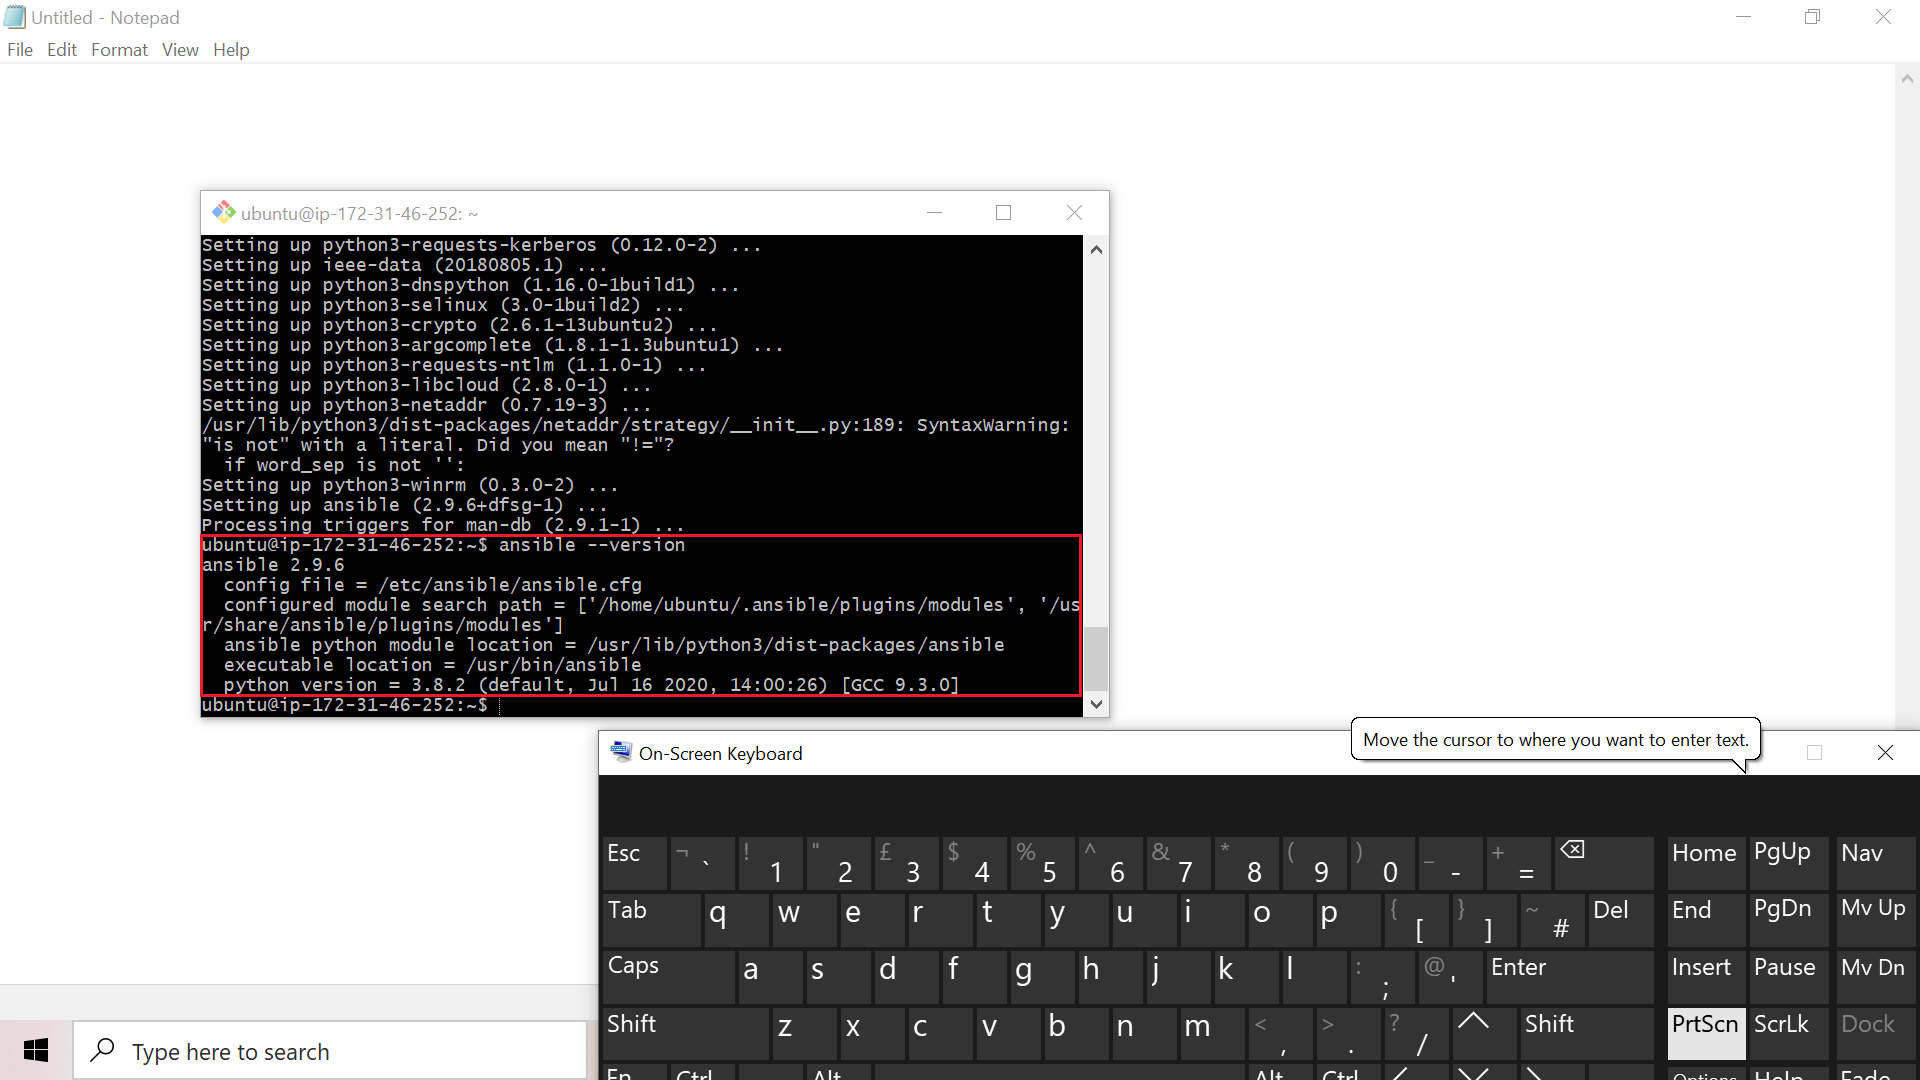 Untitled - Notepad
File Edit Format View Help
ubuntu@ip-172-31-46-252: ~
Setting up python3-requests-kerberos (0.12.0-2) ...
Setting up ieee-data (20180805.1) ...
Setting up python3-dnspython (1.16.0-1build1) ...
Setting up python3-selinux (3.0-1build2) ...
Setting up python3-crypto (2.6.1-13ubuntu2) ...
Setting up python3-argcomplete (1.8.1-1.3ubuntu1) ...
Setting up python3-requests-ntlm (1.1.0-1) ...
Setting up python3-libcloud (2.8.0-1) ...
Setting up python3-netaddr (0.7.19-3) ...
/usr/lib/python3/dist-packages/netaddr/strategy/__init__.py:189: SyntaxWarning:
"is not" with a literal. Did you mean "!="?
  if word_sep is not '':
Setting up python3-winrm (0.3.0-2) ...
Setting up ansible (2.9.6+dfsg-1) ...
Processing triggers for man-db (2.9.1-1) ...
ubuntu@ip-172-31-46-252:~$ ansible --version
ansible 2.9.6
  config file = /etc/ansible/ansible.cfg
  configured module search path = ['/home/ubuntu/.ansible/plugins/modules', '/us
r/share/ansible/plugins/modules']
  ansible python module location = /usr/lib/python3/dist-packages/ansible
  executable location = /usr/bin/ansible
  python version = 3.8.2 (default, Jul 16 2020, 14:00:26) [GCC 9.3.0]
ubuntu@ip-172-31-46-252:~$
Move the cursor to where you want to enter text.
On-Screen Keyboard
Esc ¬ ` ! 1 " 2 £ 3 $ 4 % 5 ^ 6 & 7 * 8 ( 9 ) 0 _ - + = Home PgUp Nav
Tab q w e r t y u i o p { [ } ] ~ # Del End PgDn Mv Up
Caps a s d f g h j k l : ; @ ' Enter Insert Pause Mv Dn
Shift z x c v b n m < , > . ? / Shift PrtScn ScrLk Dock
Fn Ctrl Alt Alt Ctrl Options Help Fade
Type here to search